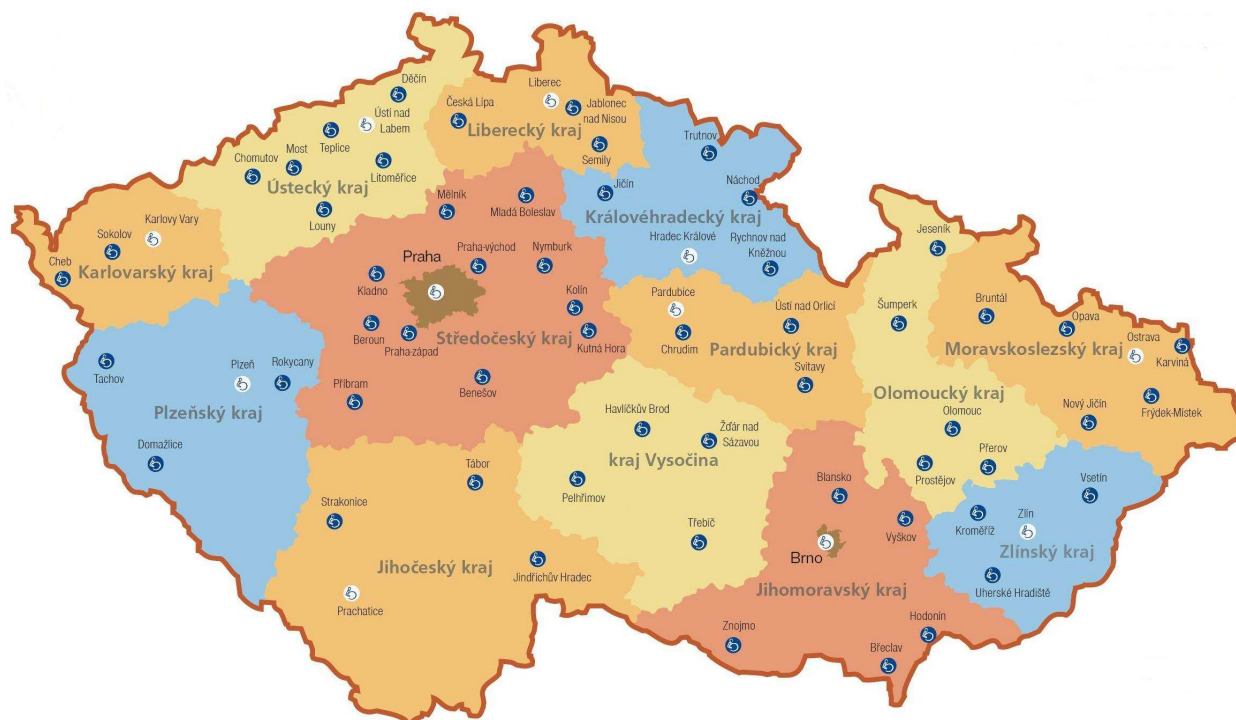 Děčín
Liberec
Ústí nad
Labem
Česká Lípa
Jablonec
nad Nisou
Liberecký kraj
Teplice
Most
Chomutov
Litoměřice
Semily
Trutnov
Ústecký kraj
Louny
Mělník
Mladá Boleslav
Jičín
Náchod
Královéhradecký kraj
Karlovy Vary
Sokolov
Cheb
Karlovarský kraj
Hradec Králové
Rychnov nad
Kněžnou
Jeseník
Praha
Praha-východ
Nymburk
Kladno
Kolín
Pardubice
Ústí nad Orlicí
Šumperk
Bruntál
Opava
Ostrava
Karviná
Beroun
Praha-západ
Středočeský kraj
Kutná Hora
Chrudim
Pardubický kraj
Moravskoslezský kraj
Tachov
Plzeň
Rokycany
Příbram
Benešov
Svitavy
Olomoucký kraj
Frýdek-Místek
Nový Jičín
Plzeňský kraj
Domažlice
Havlíčkův Brod
Žďár nad
Sázavou
Olomouc
kraj Vysočina
Tábor
Pelhřimov
Blansko
Prostějov
Přerov
Vsetín
Strakonice
Třebíč
Vyškov
Kroměříž
Zlín
Zlínský kraj
Brno
Jihočeský kraj
Jindřichův Hradec
Prachatice
Jihomoravský kraj
Uherské Hradiště
Znojmo
Hodonín
Břeclav